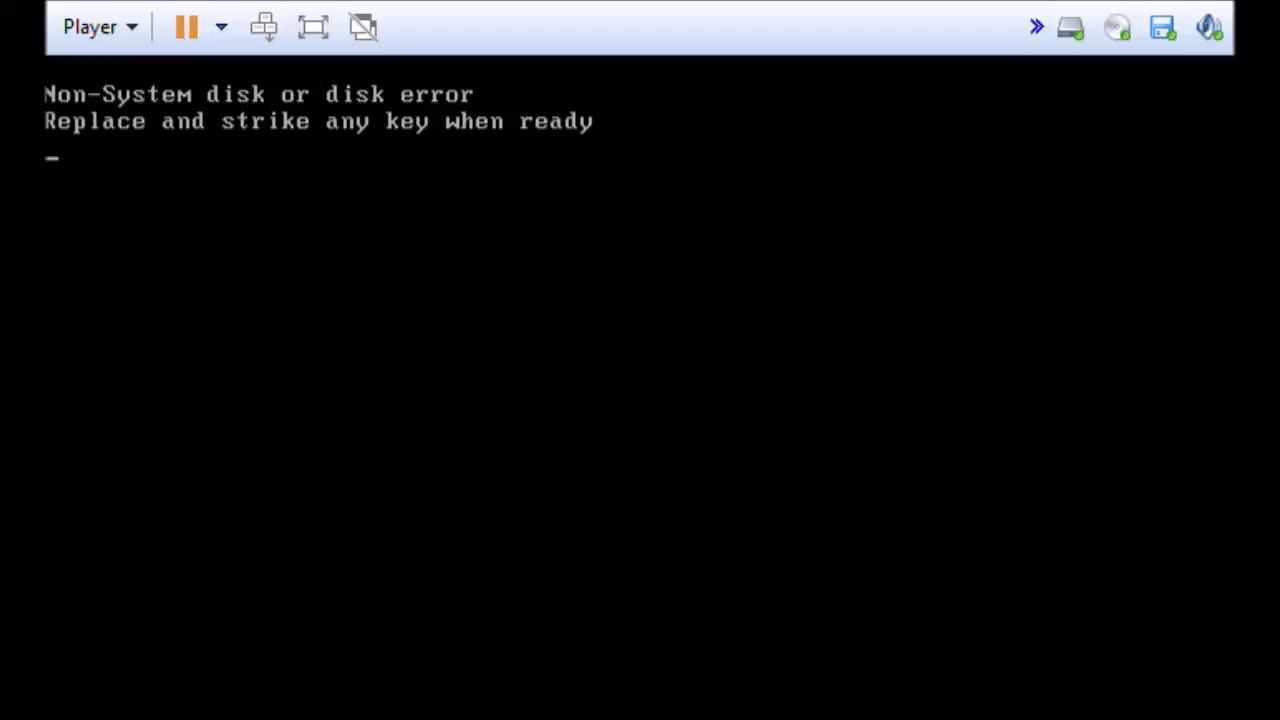 Player
Non-System disk or disk error
Replace and strike any key when ready